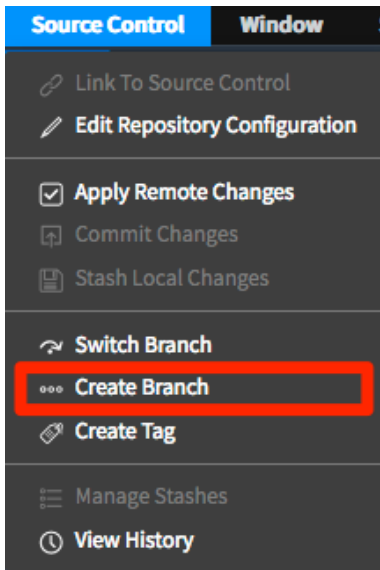 Source Control Window
Link To Source Control
Edit Repository Configuration
Apply Remote Changes
Commit Changes
Stash Local Changes
Switch Branch
Create Branch
Create Tag
Manage Stashes
View History